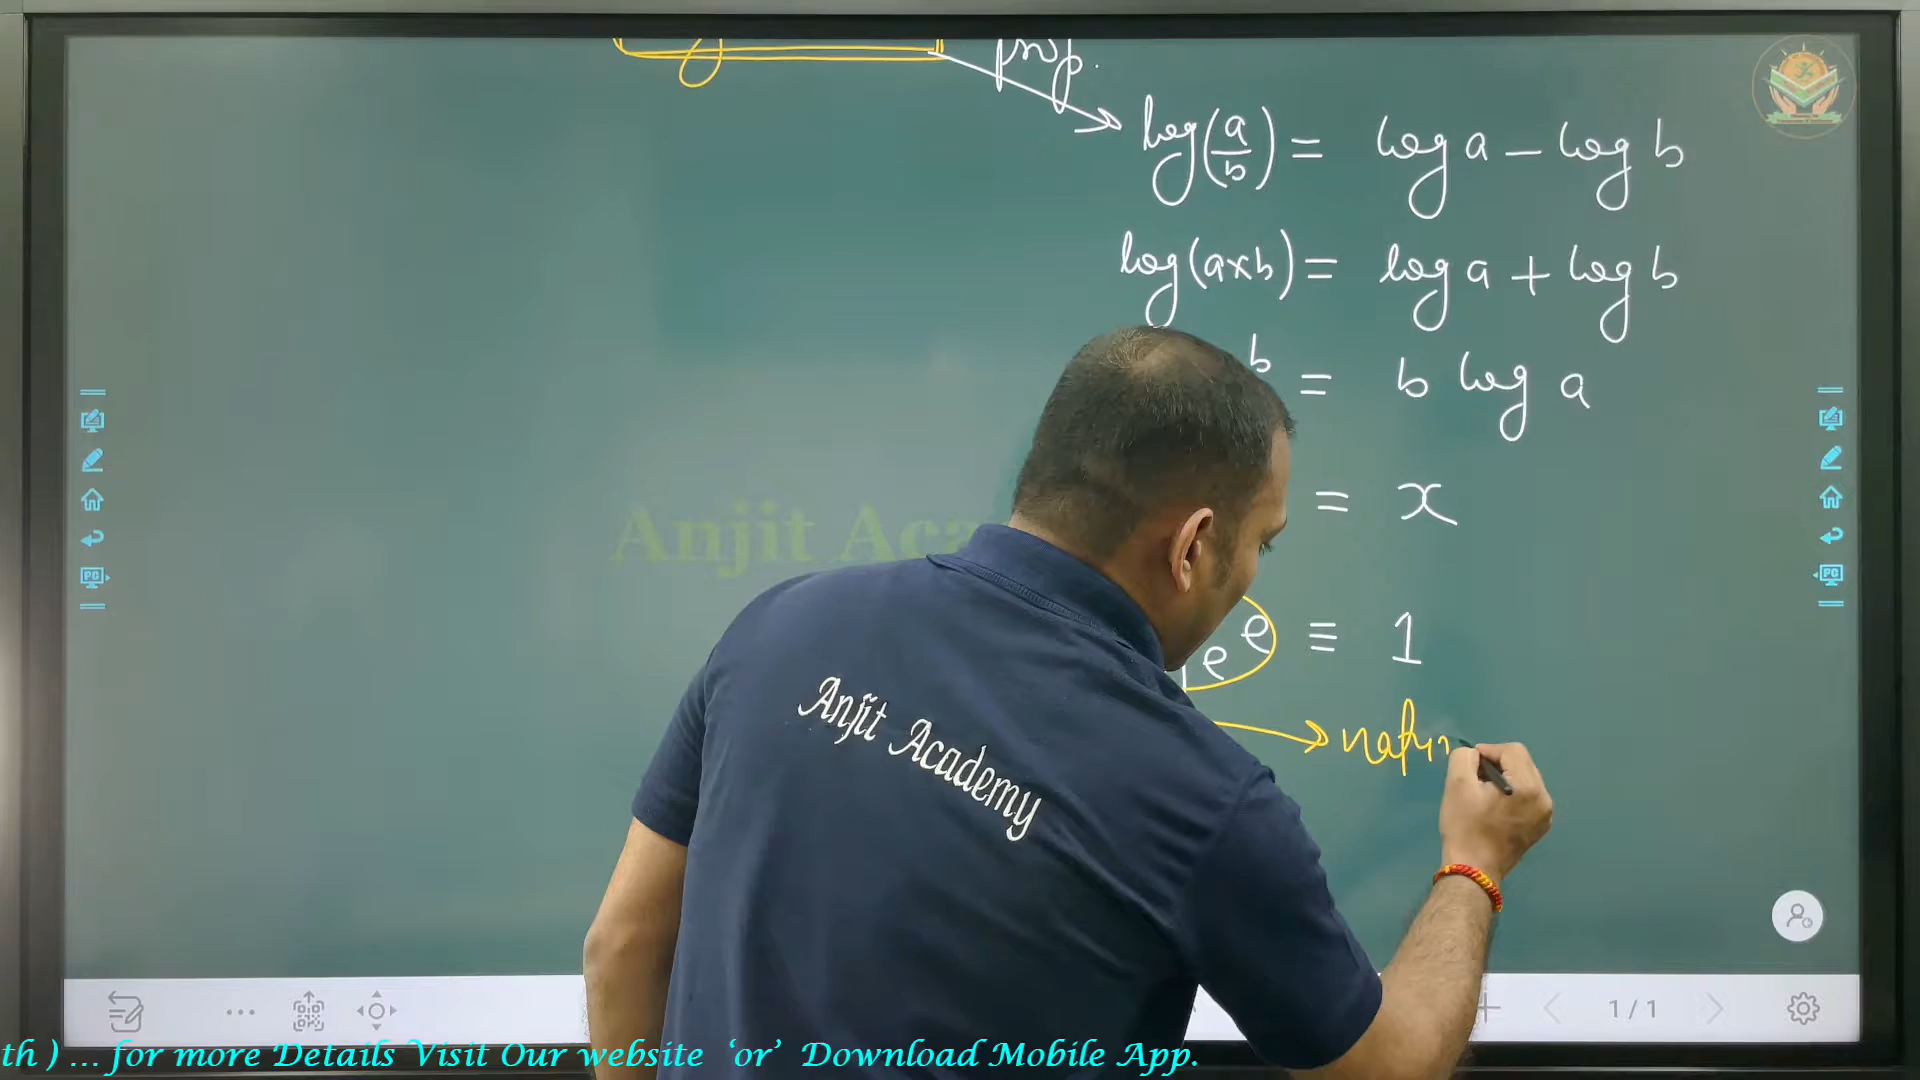 prop.
log(a/b) = log a − log b
log(a×b) = log a + log b
b = b log a
= x
e e ≡ 1
Anjit Academy
1/1
th ) ... for more Details Visit Our website ‘or’ Download Mobile App.